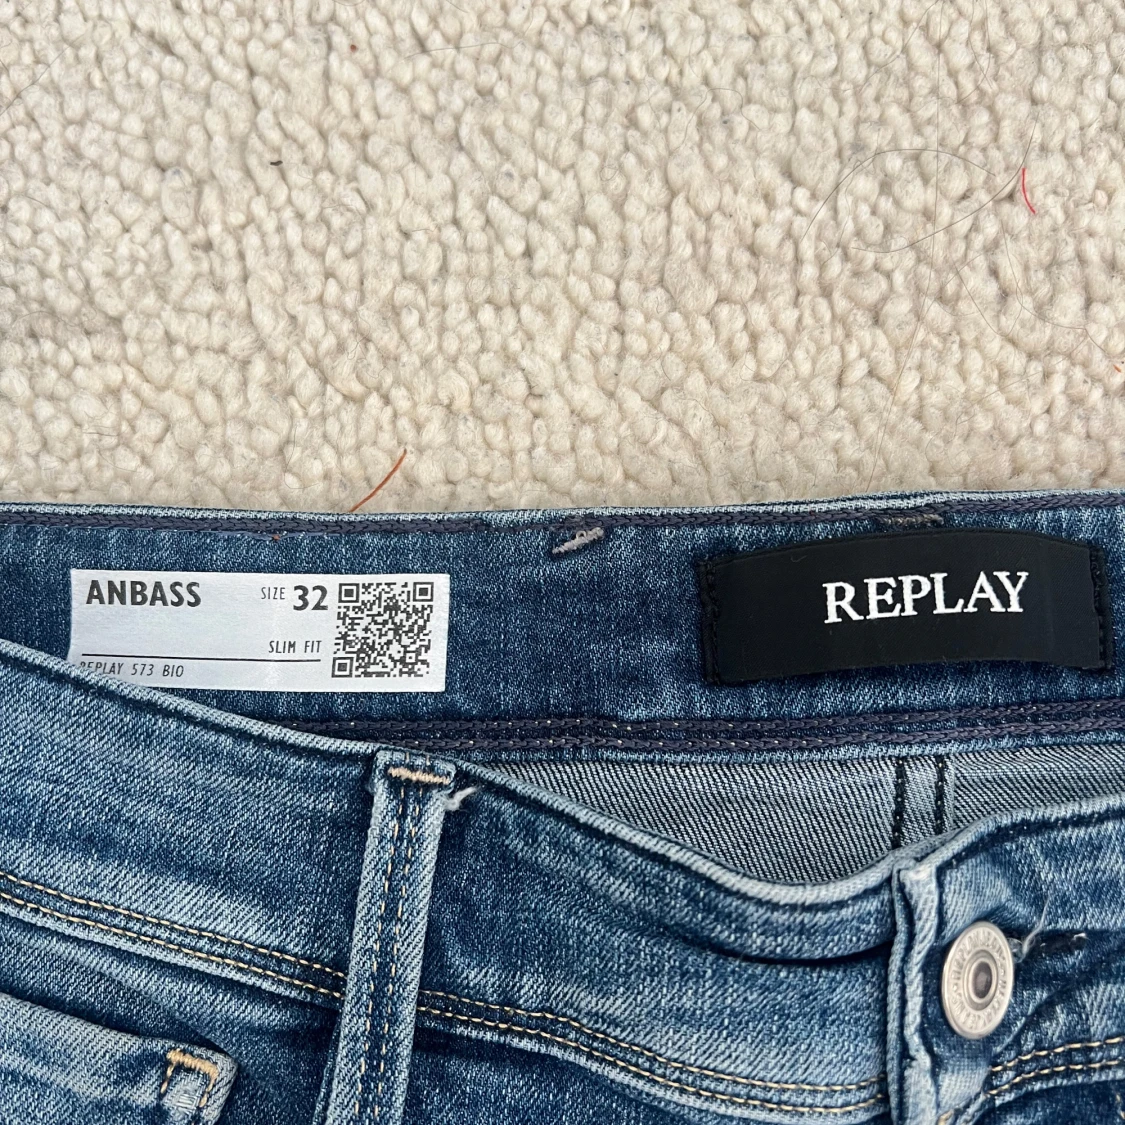 ANBASS SIZE 32
SLIM FIT
REPLAY 573 BIO
REPLAY